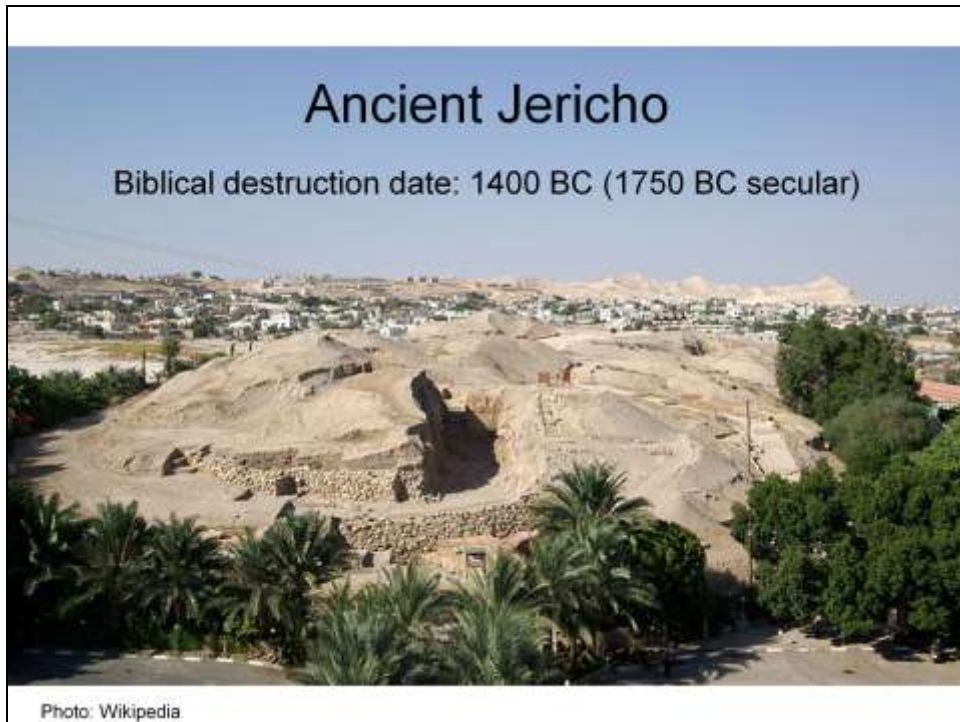 Ancient Jericho
Biblical destruction date: 1400 BC (1750 BC secular)
Photo: Wikipedia